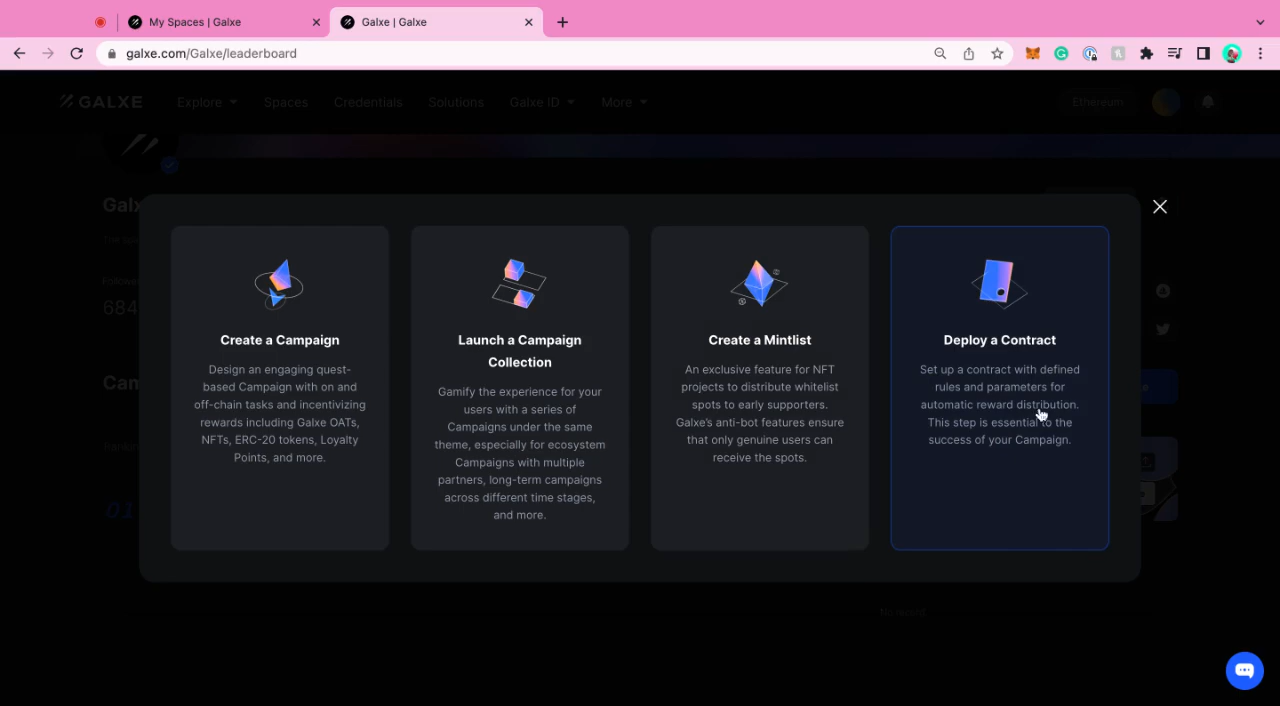 My Spaces | Galxe
Galxe | Galxe
galxe.com/Galxe/leaderboard
GALXE
Explore
Spaces
Credentials
Solutions
Galxe ID
More
Ethereum
Create a Campaign
Design an engaging quest-
based Campaign with on and
off-chain tasks and incentivizing
rewards including Galxe OATs,
NFTs, ERC-20 tokens, Loyalty
Points, and more.
Launch a Campaign
Collection
Gamify the experience for your
users with a series of
Campaigns under the same
theme, especially for ecosystem
Campaigns with multiple
partners, long-term campaigns
across different time stages,
and more.
Create a Mintlist
An exclusive feature for NFT
projects to distribute whitelist
spots to early supporters.
Galxe's anti-bot features ensure
that only genuine users can
receive the spots.
Deploy a Contract
Set up a contract with defined
rules and parameters for
automatic reward distribution.
This step is essential to the
success of your Campaign.
01
No record